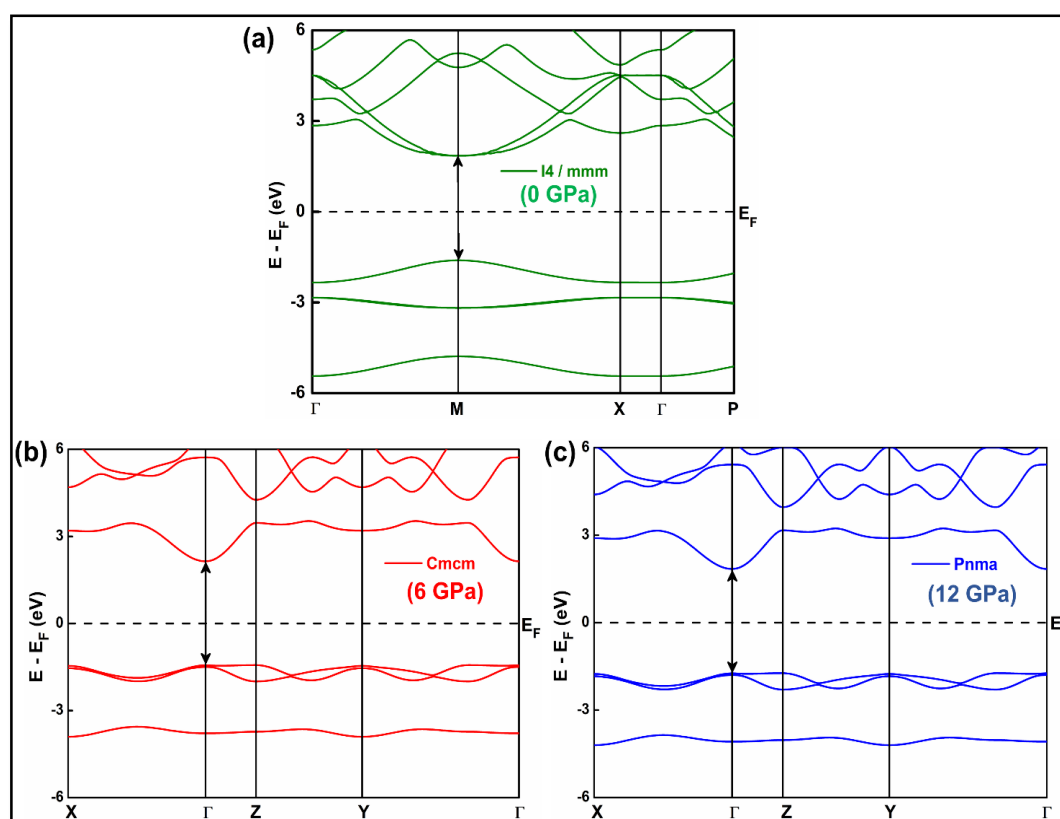 (a)
6
3
0
-3
-6
E - E_F (eV)
I4 / mmm
(0 GPa)
E_F
Γ M X Γ P
(b)
6
3
0
-3
-6
E - E_F (eV)
Cmcm
(6 GPa)
E_F
X Γ Z Y Γ
(c)
6
3
0
-3
-6
E - E_F (eV)
Pnma
(12 GPa)
E
X Γ Z Y Γ